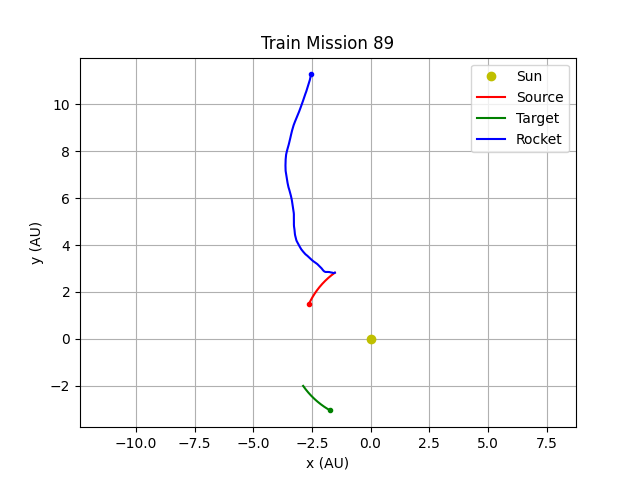 Train Mission 89
Sun
Source
Target
Rocket
10
8
6
4
2
0
−2
y (AU)
−10.0
−7.5
−5.0
−2.5
0.0
2.5
5.0
7.5
x (AU)